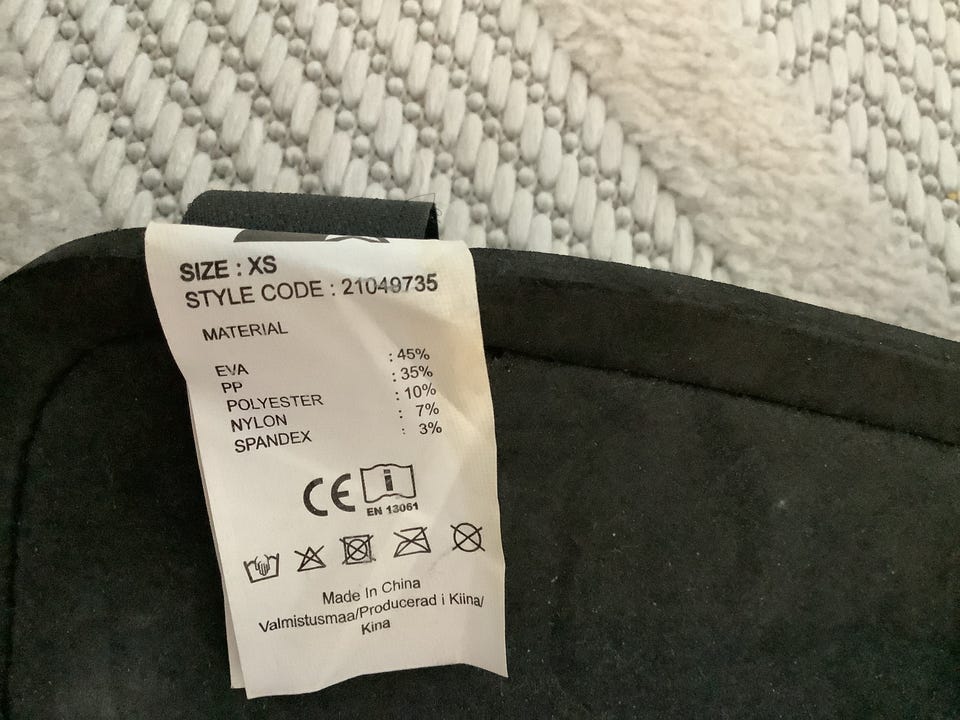 SIZE : XS
STYLE CODE : 21049735
MATERIAL
EVA : 45%
PP : 35%
POLYESTER : 10%
NYLON : 7%
SPANDEX : 3%
CE i
EN 13061
Made In China
Valmistusmaa/Producerad i Kiina/
Kina